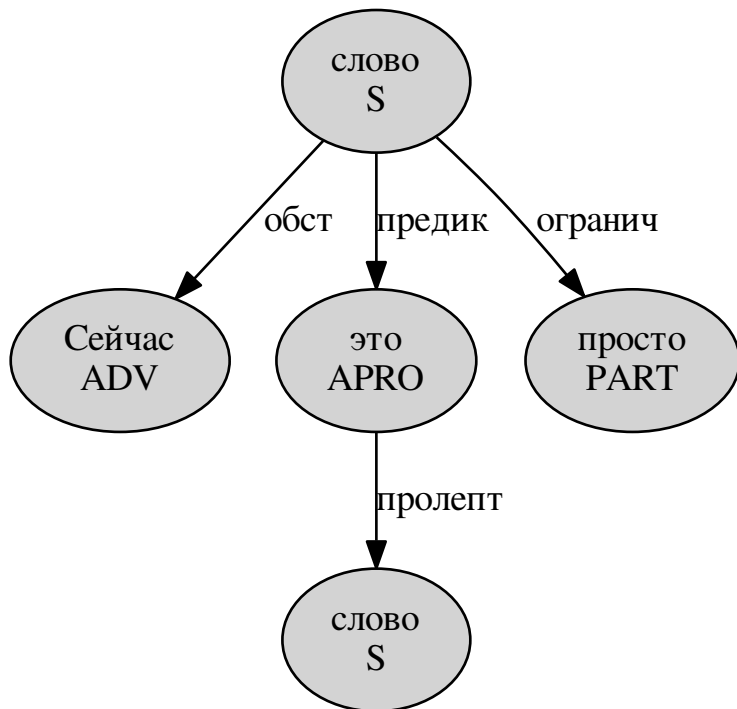 слово
S
обст предик огранич
Сейчас это просто
ADV APRO PART
пролепт
слово
S